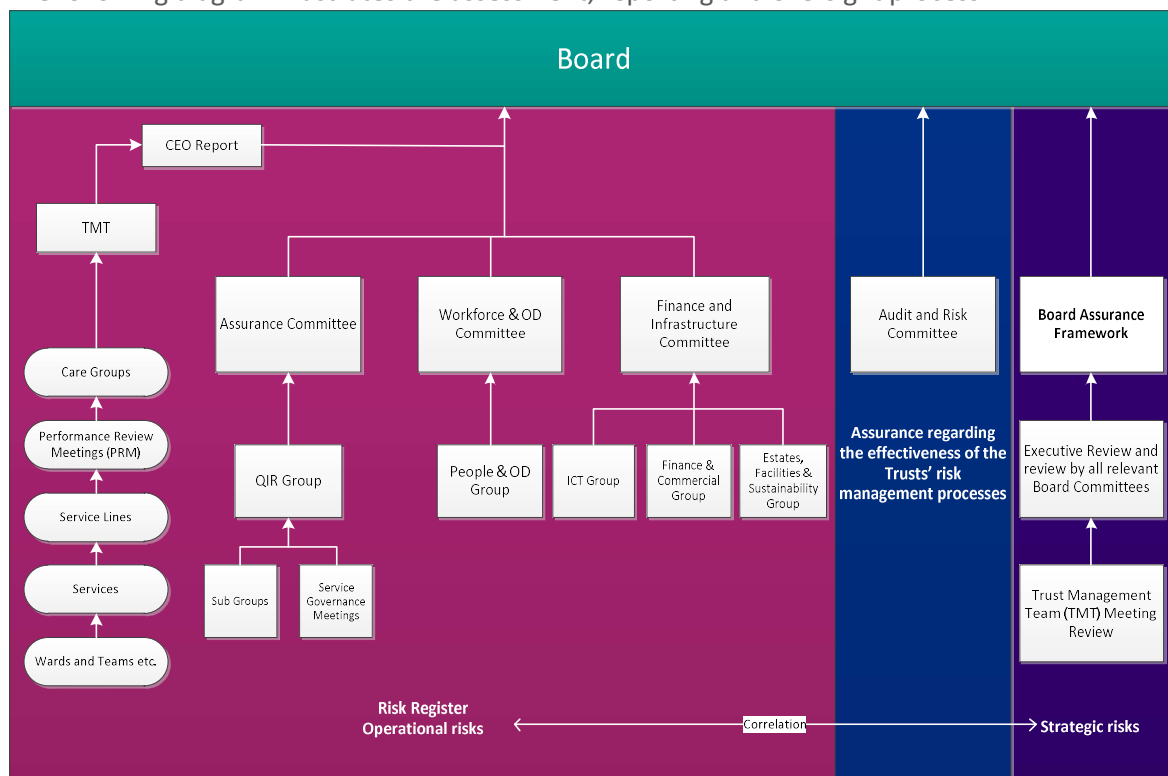 Board
CEO Report
TMT
Assurance Committee
Workforce & OD
Committee
Finance and
Infrastructure
Committee
Audit and Risk
Committee
Board Assurance
Framework
Care Groups
Performance Review
Meetings (PRM)
QIR Group
People & OD
Group
ICT Group
Finance &
Commercial
Group
Estates,
Facilities &
Sustainability
Group
Assurance regarding
the effectiveness of the
Trusts’ risk
management processes
Executive Review and
review by all relevant
Board Committees
Service Lines
Services
Sub Groups
Service
Governance
Meetings
Trust Management
Team (TMT) Meeting
Review
Wards and Teams etc.
Risk Register
Operational risks
Correlation
Strategic risks